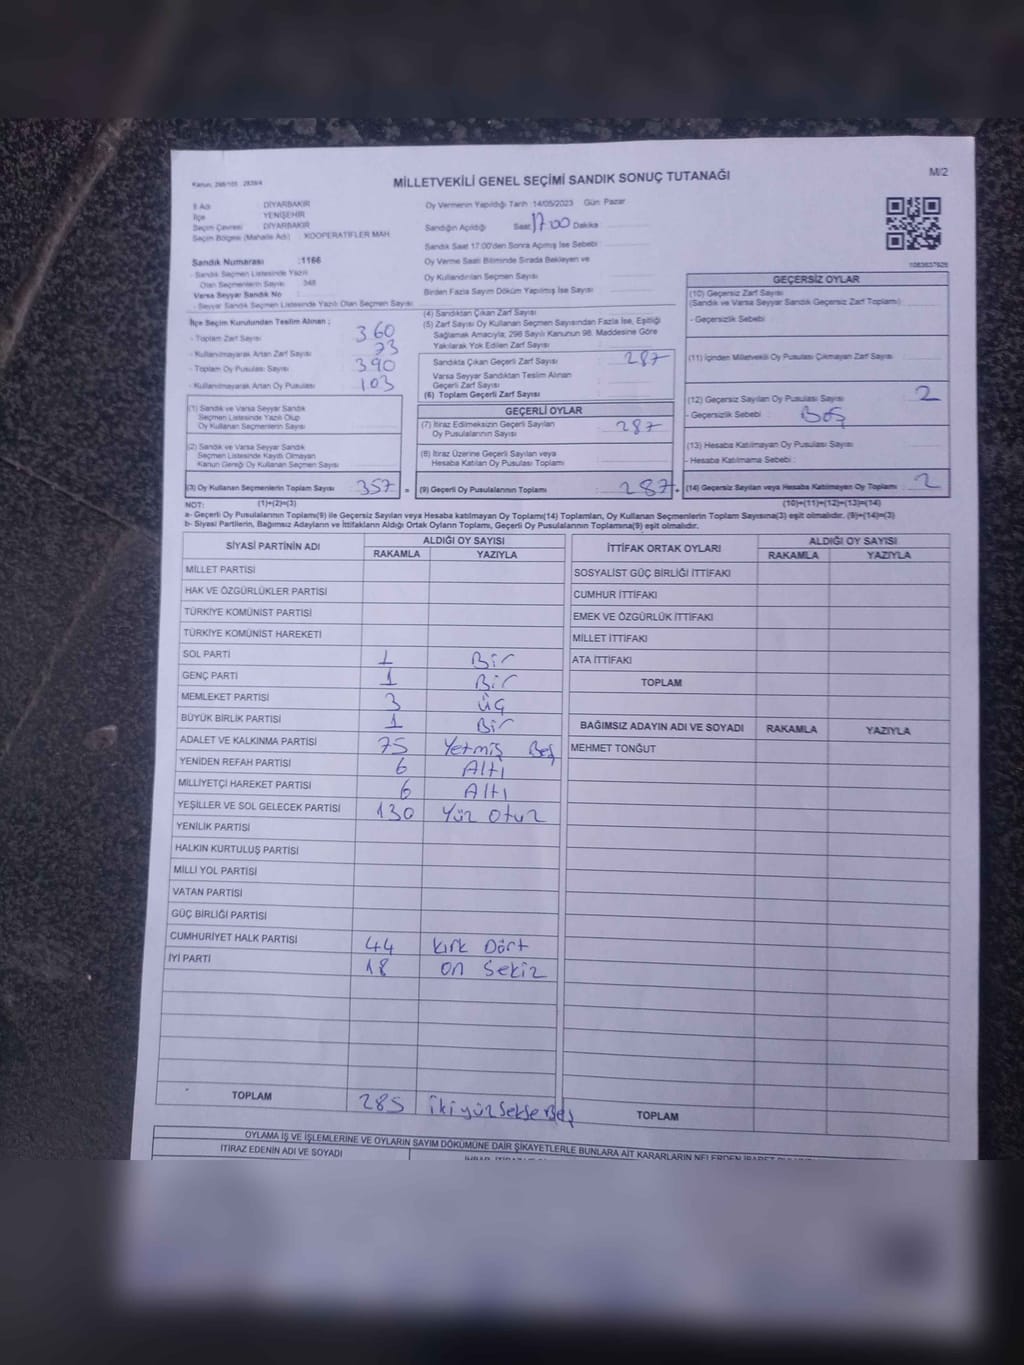 M/2
MİLLETVEKİLİ GENEL SEÇİMİ SANDIK SONUÇ TUTANAĞI
İl Adı : DİYARBAKIR
İlçe : YENİŞEHİR
Seçim Çevresi : DİYARBAKIR
Seçim Bölgesi (Mahalle Adı) : KOOPERATİFLER MAH.
Sandık Numarası :1166
- Sandık Seçmen Listesinde Yazılı
Olan Seçmenlerin Sayısı : 348
Varsa Seyyar Sandık No :
- Seyyar Sandık Seçmen Listesinde Yazılı Olan Seçmen Sayısı
Oy Vermenin Yapıldığı Tarih :14/05/2023 Gün Pazar
Sandığın Açıldığı Saat 17:00 Dakika
Sandık Saat 17:00'den Sonra Açılmış İse Sebebi
Oy Verme Saati Bitiminde Sırada Bekleyen ve
Oy Kullandırılan Seçmen Sayısı
Birden Fazla Sayım Döküm Yapılmış İse Sayısı
İlçe Seçim Kurulundan Teslim Alınan ;
- Toplam Zarf Sayısı 360
- Kullanılmayarak Artan Zarf Sayısı 73
- Toplam Oy Pusulası Sayısı 390
- Kullanılmayarak Artan Oy Pusulası 103
(1) Sandık ve Varsa Seyyar Sandık
Seçmen Listesinde Yazılı Olup
Oy Kullanan Seçmenlerin Sayısı
(2) Sandık ve Varsa Seyyar Sandık
Seçmen Listesinde Kayıtlı Olmayan
Kanun Gereği Oy Kullanan Seçmen Sayısı
(3) Oy Kullanan Seçmenlerin Toplam Sayısı : 357
(1)+(2)=(3)
(4) Sandıktan Çıkan Zarf Sayısı
(5) Zarf Sayısı Oy Kullanan Seçmen Sayısından Fazla İse, Eşitliği
Sağlamak Amacıyla; 298 Sayılı Kanunun 98. Maddesine Göre
Yakılarak Yok Edilen Zarf Sayısı
Sandıkta Çıkan Geçerli Zarf Sayısı : 287
Varsa Seyyar Sandıktan Teslim Alınan
Geçerli Zarf Sayısı
(6) Toplam Geçerli Zarf Sayısı
GEÇERLİ OYLAR
(7) İtiraz Edilmeksizin Geçerli Sayılan
Oy Pusulalarının Sayısı : 287
(8) İtiraz Üzerine Geçerli Sayılan veya
Hesaba Katılan Oy Pusulası Toplamı
= (9) Geçerli Oy Pusulalarının Toplamı : 287 +
GEÇERSİZ OYLAR
(10) Geçersiz Zarf Sayısı
(Sandık ve Varsa Seyyar Sandık Geçersiz Zarf Toplamı)
- Geçersizlik Sebebi
(11) İçinden Milletvekili Oy Pusulası Çıkmayan Zarf Sayısı
(12) Geçersiz Sayılan Oy Pusulası Sayısı 2
- Geçersizlik Sebebi : Boş
(13) Hesaba Katılmayan Oy Pusulası Sayısı
- Hesaba Katılmama Sebebi :
(14) Geçersiz Sayılan veya Hesaba Katılmayan Oy Toplamı 2
(10)+(11)+(12)+(13)=(14)
NOT:
a- Geçerli Oy Pusulalarının Toplamı(9) ile Geçersiz Sayılan veya Hesaba katılmayan Oy Toplamı(14) Toplamları, Oy Kullanan Seçmenlerin Toplam Sayısına(3) eşit olmalıdır. (9)+(14)=(3)
b- Siyasi Partilerin, Bağımsız Adayların ve İttifakların Aldığı Ortak Oyların Toplamı, Geçerli Oy Pusulalarının Toplamına(9) eşit olmalıdır.
SİYASİ PARTİNİN ADI ALDIĞI OY SAYISI
RAKAMLA YAZIYLA
MİLLET PARTİSİ
HAK VE ÖZGÜRLÜKLER PARTİSİ
TÜRKİYE KOMÜNİST PARTİSİ
TÜRKİYE KOMÜNİST HAREKETİ
SOL PARTİ 1 Bir
GENÇ PARTİ 1 Bir
MEMLEKET PARTİSİ 3 Üç
BÜYÜK BİRLİK PARTİSİ 1 Bir
ADALET VE KALKINMA PARTİSİ 75 Yetmiş Beş
YENİDEN REFAH PARTİSİ 6 Altı
MİLLİYETÇİ HAREKET PARTİSİ 6 Altı
YEŞİLLER VE SOL GELECEK PARTİSİ 130 Yüz Otuz
YENİLİK PARTİSİ
HALKIN KURTULUŞ PARTİSİ
MİLLİ YOL PARTİSİ
VATAN PARTİSİ
GÜÇ BİRLİĞİ PARTİSİ
CUMHURİYET HALK PARTİSİ 44 Kırk Dört
İYİ PARTİ 18 On Sekiz
TOPLAM 285 İkiyüz Sekse Beş
İTTİFAK ORTAK OYLARI ALDIĞI OY SAYISI
RAKAMLA YAZIYLA
SOSYALİST GÜÇ BİRLİĞİ İTTİFAKI
CUMHUR İTTİFAKI
EMEK VE ÖZGÜRLÜK İTTİFAKI
MİLLET İTTİFAKI
ATA İTTİFAKI
TOPLAM
BAĞIMSIZ ADAYIN ADI VE SOYADI RAKAMLA YAZIYLA
MEHMET TONĞUT
TOPLAM
OYLAMA İŞ VE İŞLEMLERİNE VE OYLARIN SAYIM DÖKÜMÜNE DAİR ŞİKAYETLERLE BUNLARA AİT KARARLARIN NELERDEN İBARET
İTİRAZ EDENİN ADI VE SOYADI